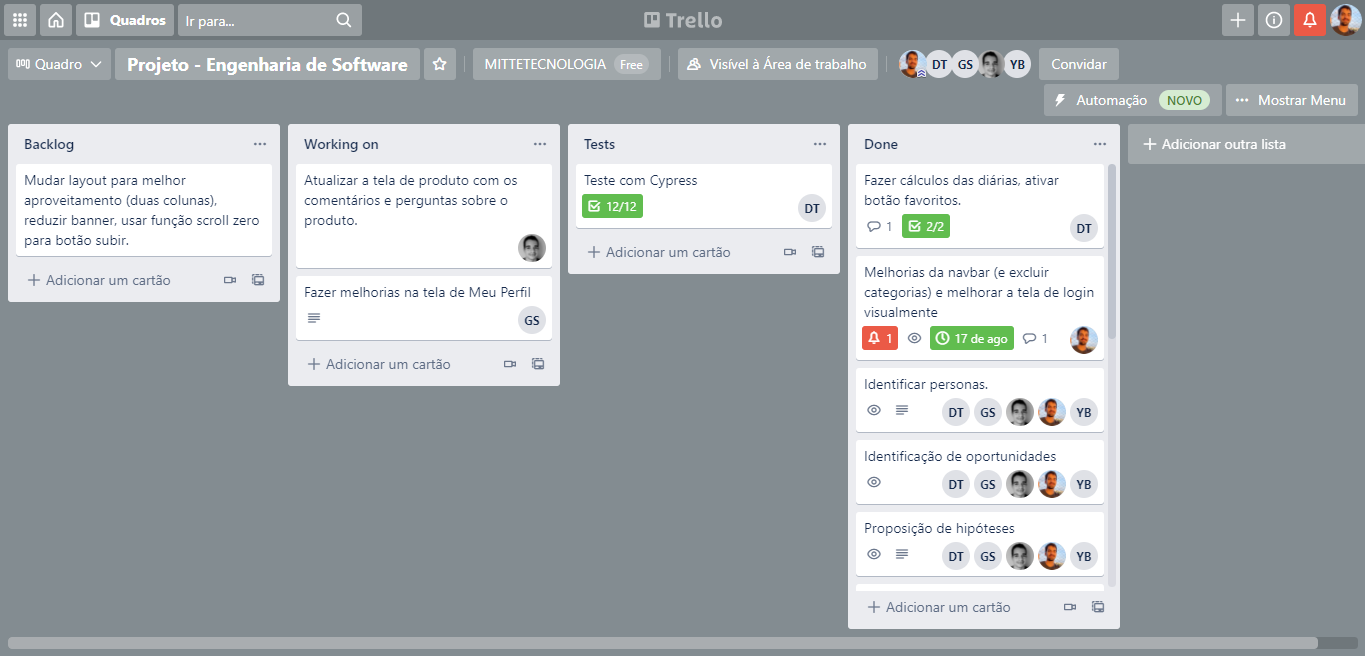 Quadros
Ir para...
Trello
Quadro
Projeto - Engenharia de Software
MITTETECNOLOGIA Free
Visível à Área de trabalho
DT GS YB
Convidar
Automação NOVO
Mostrar Menu
Backlog
Mudar layout para melhor
aproveitamento (duas colunas),
reduzir banner, usar função scroll zero
para botão subir.
Adicionar um cartão
Working on
Atualizar a tela de produto com os
comentários e perguntas sobre o
produto.
Fazer melhorias na tela de Meu Perfil
GS
Adicionar um cartão
Tests
Teste com Cypress
12/12
DT
Adicionar um cartão
Done
Fazer cálculos das diárias, ativar
botão favoritos.
1 2/2 DT
Melhorias da navbar (e excluir
categorias) e melhorar a tela de login
visualmente
1 17 de ago 1
Identificar personas.
DT GS YB
Identificação de oportunidades
DT GS YB
Proposição de hipóteses
DT GS YB
Adicionar um cartão
Adicionar outra lista